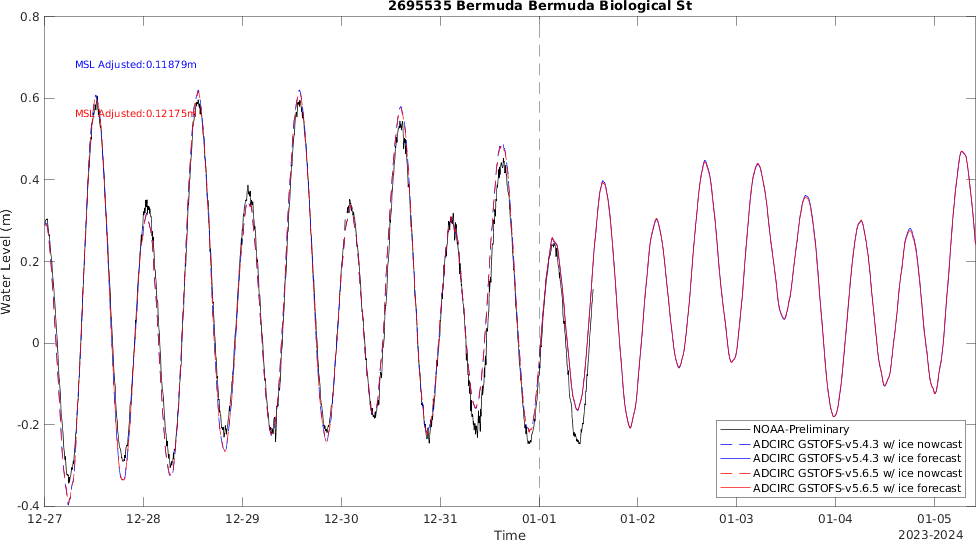 2695535 Bermuda Bermuda Biological St
0.8
MSL Adjusted:0.11879m
0.6
MSL Adjusted:0.12175m
0.4
Water Level (m)
0.2
0
-0.2
NOAA-Preliminary
ADCIRC GSTOFS-v5.4.3 w/ ice nowcast
ADCIRC GSTOFS-v5.4.3 w/ ice forecast
ADCIRC GSTOFS-v5.6.5 w/ ice nowcast
ADCIRC GSTOFS-v5.6.5 w/ ice forecast
-0.4
12-27 12-28 12-29 12-30 12-31 01-01 01-02 01-03 01-04 01-05
Time
2023-2024